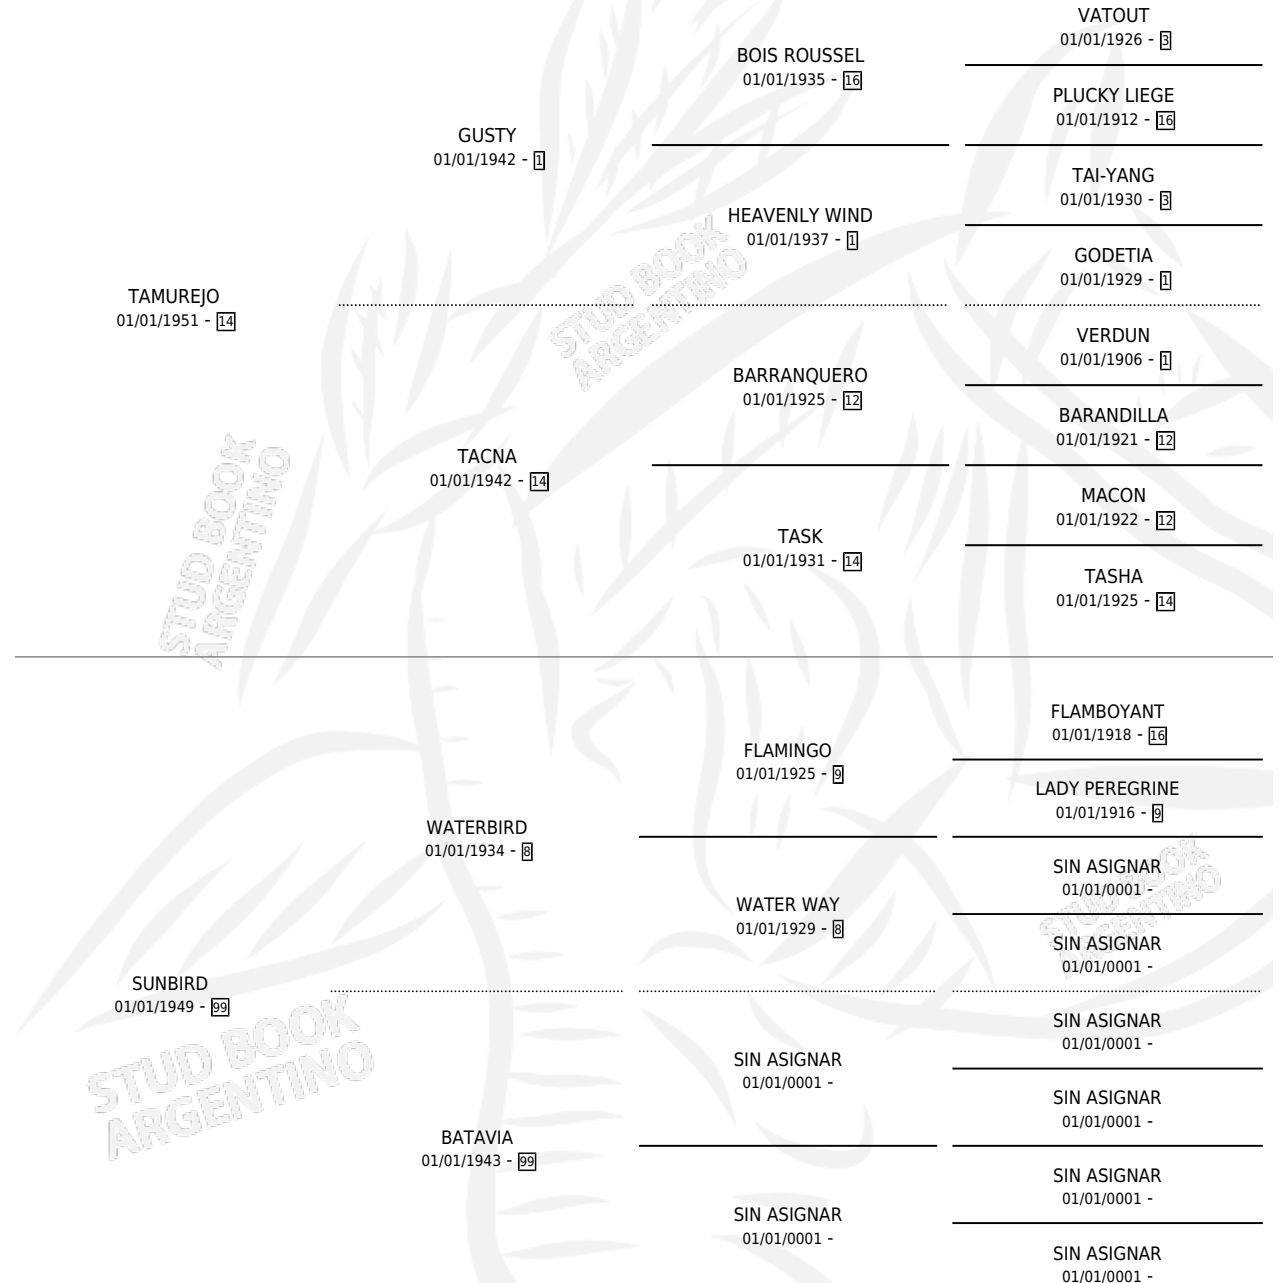 VATOUT
01/01/1926 - 3
BOIS ROUSSEL
01/01/1935 - 16
PLUCKY LIEGE
01/01/1912 - 16
GUSTY
01/01/1942 - 1
TAI-YANG
01/01/1930 - 3
HEAVENLY WIND
01/01/1937 - 1
GODETIA
01/01/1929 - 1
TAMUREJO
01/01/1951 - 14
VERDUN
01/01/1906 - 1
BARRANQUERO
01/01/1925 - 12
BARANDILLA
01/01/1921 - 12
TACNA
01/01/1942 - 14
MACON
01/01/1922 - 12
TASK
01/01/1931 - 14
TASHA
01/01/1925 - 14
STUD BOOK
ARGENTINO
STUD BOOK
ARGENTINO
FLAMBOYANT
01/01/1918 - 16
FLAMINGO
01/01/1925 - 9
LADY PEREGRINE
01/01/1916 - 9
WATERBIRD
01/01/1934 - 8
SIN ASIGNAR
01/01/0001 -
WATER WAY
01/01/1929 - 8
SIN ASIGNAR
01/01/0001 -
SUNBIRD
01/01/1949 - 99
SIN ASIGNAR
01/01/0001 -
SIN ASIGNAR
01/01/0001 -
SIN ASIGNAR
01/01/0001 -
BATAVIA
01/01/1943 - 99
SIN ASIGNAR
01/01/0001 -
SIN ASIGNAR
01/01/0001 -
SIN ASIGNAR
01/01/0001 -
STUD BOOK
ARGENTINO
STUD BOOK
ARGENTINO